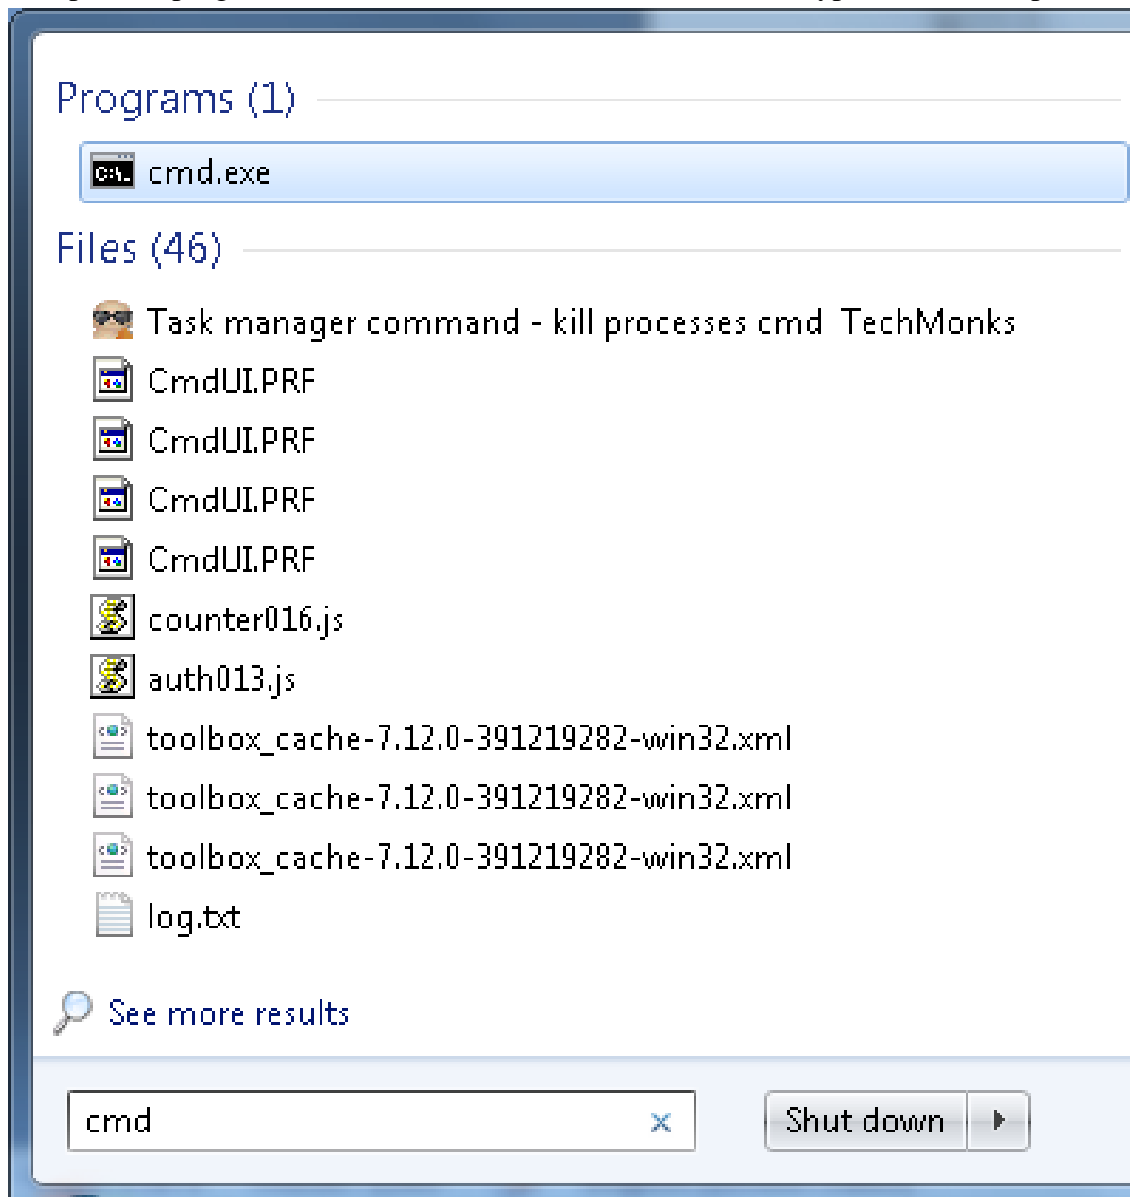 Programs (1)
cmd.exe
Files (46)
Task manager command - kill processes cmd TechMonks
CmdUI.PRF
CmdUI.PRF
CmdUI.PRF
CmdUI.PRF
counter016.js
auth013.js
toolbox_cache-7.12.0-391219282-win32.xml
toolbox_cache-7.12.0-391219282-win32.xml
toolbox_cache-7.12.0-391219282-win32.xml
log.txt
See more results
cmd
Shut down